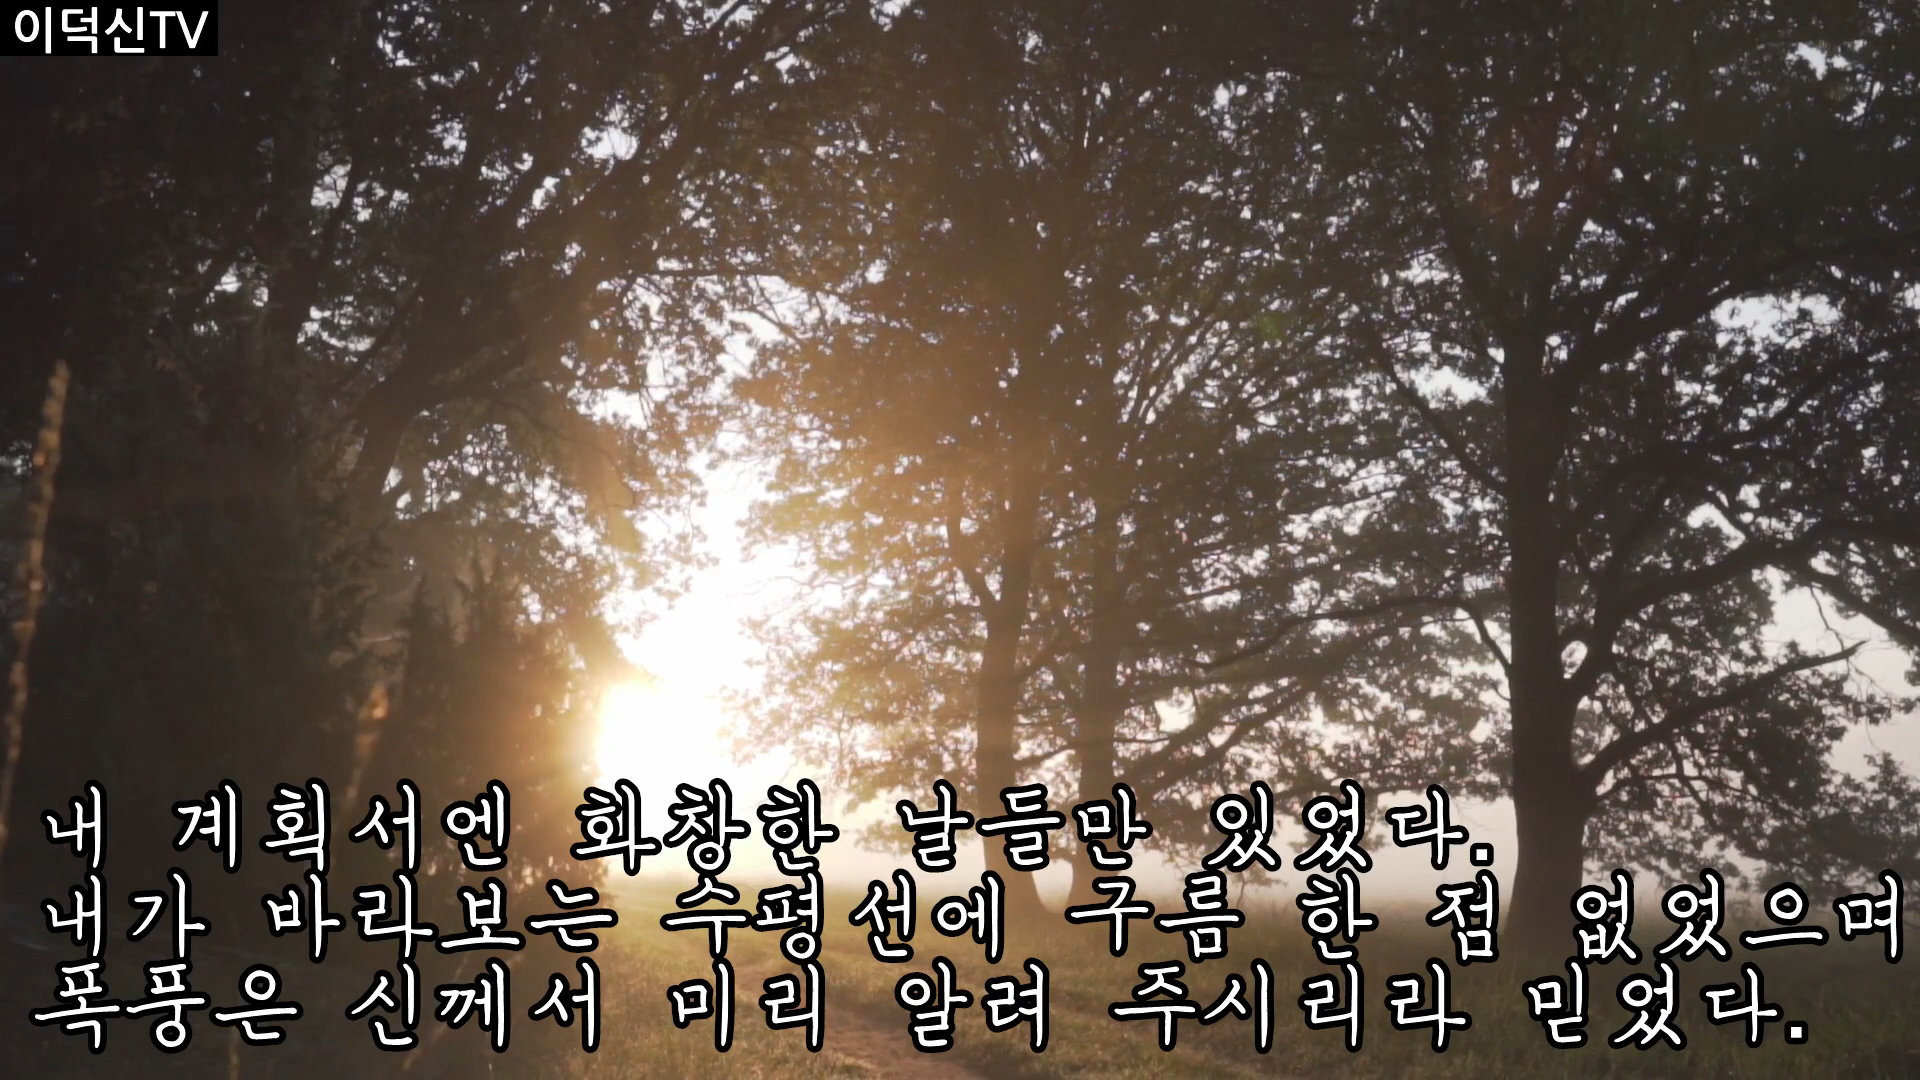 이덕신TV
내 계획서엔 화창한 날들만 있었다.
내가 바라보는 수평선에 구름 한 점 없었으며
폭풍은 신께서 미리 알려 주시리라 믿었다.